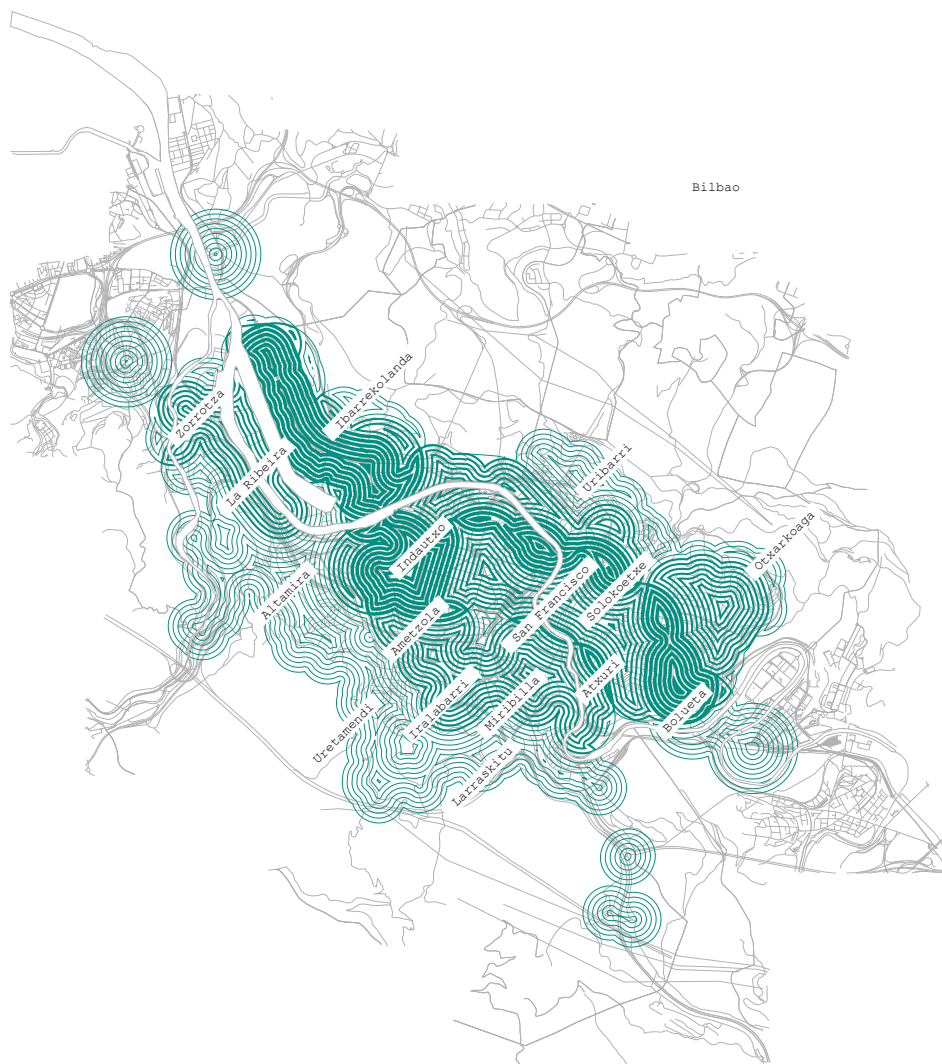 Bilbao
Ibarrekolanda
Zorrotza
La Ribeira
Uribarri
Otxarkoaga
Indautxo
San Francisco
Solokoetxe
Altamira
Ametzola
Atxuri
Iralabarri
Miribilla
Bolueta
Uretamendi
Larraskitu